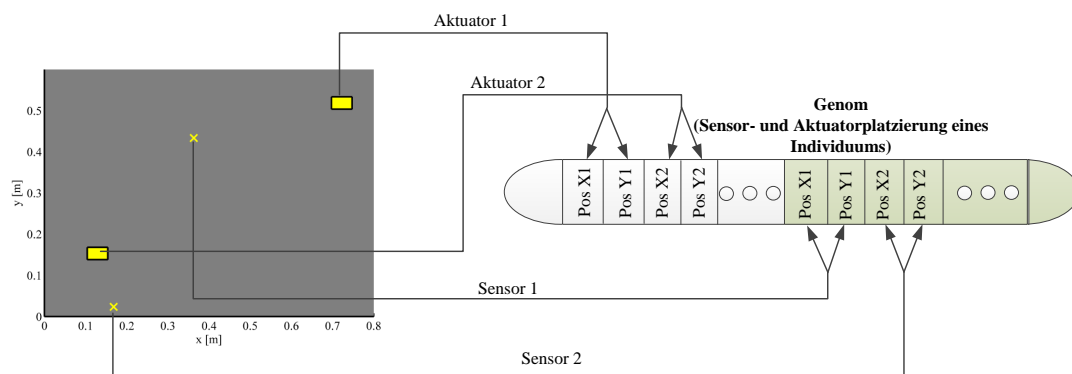 Aktuator 1
Aktuator 2
Genom
(Sensor- und Aktuatorplatzierung eines
Individuums)
Pos X1
Pos Y1
Pos X2
Pos Y2
Pos X1
Pos Y1
Pos X2
Pos Y2
y [m]
0.5
0.4
0.3
0.2
0.1
0
0 0.1 0.2 0.3 0.4 0.5 0.6 0.7 0.8
x [m]
Sensor 1
Sensor 2